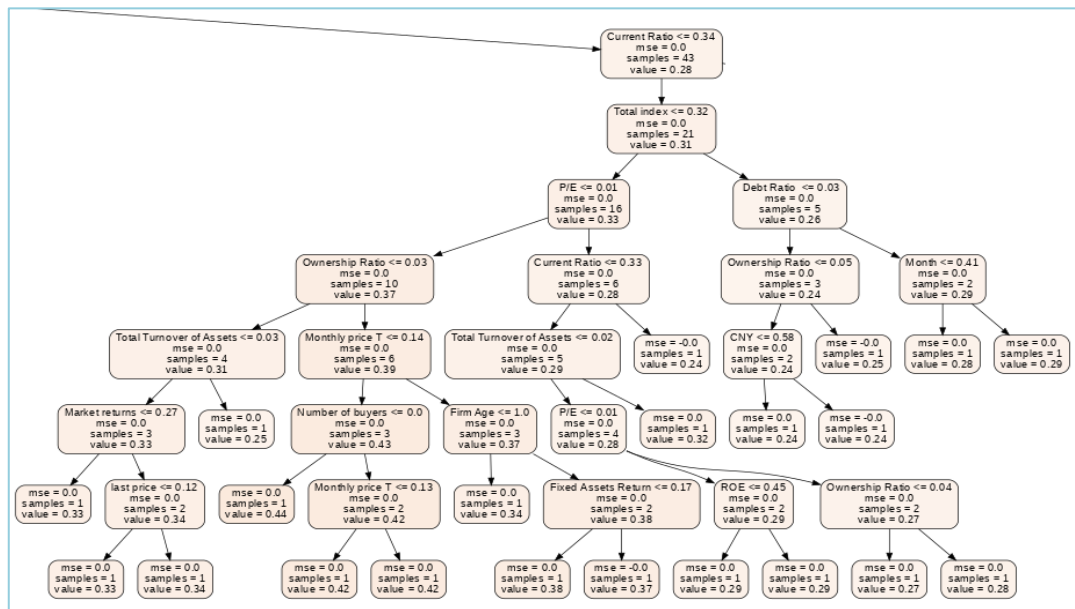 Current Ratio <= 0.34
mse = 0.0
samples = 43
value = 0.28
Total index <= 0.32
mse = 0.0
samples = 21
value = 0.31
P/E <= 0.01
mse = 0.0
samples = 16
value = 0.33
Debt Ratio <= 0.03
mse = 0.0
samples = 5
value = 0.26
Ownership Ratio <= 0.03
mse = 0.0
samples = 10
value = 0.37
Current Ratio <= 0.33
mse = 0.0
samples = 6
value = 0.28
Ownership Ratio <= 0.05
mse = 0.0
samples = 3
value = 0.24
Month <= 0.41
mse = 0.0
samples = 2
value = 0.29
Total Turnover of Assets <= 0.03
mse = 0.0
samples = 4
value = 0.31
Monthly price T <= 0.14
mse = 0.0
samples = 6
value = 0.39
Total Turnover of Assets <= 0.02
mse = 0.0
samples = 5
value = 0.29
mse = -0.0
samples = 1
value = 0.24
CNY <= 0.58
mse = 0.0
samples = 2
value = 0.24
mse = -0.0
samples = 1
value = 0.25
mse = 0.0
samples = 1
value = 0.28
mse = 0.0
samples = 1
value = 0.29
Market returns <= 0.27
mse = 0.0
samples = 3
value = 0.33
mse = 0.0
samples = 1
value = 0.25
Number of buyers <= 0.0
mse = 0.0
samples = 3
value = 0.43
Firm Age <= 1.0
mse = 0.0
samples = 3
value = 0.37
P/E <= 0.01
mse = 0.0
samples = 4
value = 0.28
mse = 0.0
samples = 1
value = 0.32
mse = 0.0
samples = 1
value = 0.24
mse = -0.0
samples = 1
value = 0.24
mse = 0.0
samples = 1
value = 0.33
last price <= 0.12
mse = 0.0
samples = 2
value = 0.34
mse = 0.0
samples = 1
value = 0.44
Monthly price T <= 0.13
mse = 0.0
samples = 2
value = 0.42
mse = 0.0
samples = 1
value = 0.34
Fixed Assets Return <= 0.17
mse = 0.0
samples = 2
value = 0.38
ROE <= 0.45
mse = 0.0
samples = 2
value = 0.29
Ownership Ratio <= 0.04
mse = 0.0
samples = 2
value = 0.27
mse = 0.0
samples = 1
value = 0.33
mse = 0.0
samples = 1
value = 0.34
mse = 0.0
samples = 1
value = 0.42
mse = 0.0
samples = 1
value = 0.42
mse = 0.0
samples = 1
value = 0.38
mse = -0.0
samples = 1
value = 0.37
mse = 0.0
samples = 1
value = 0.29
mse = 0.0
samples = 1
value = 0.29
mse = 0.0
samples = 1
value = 0.27
mse = 0.0
samples = 1
value = 0.28